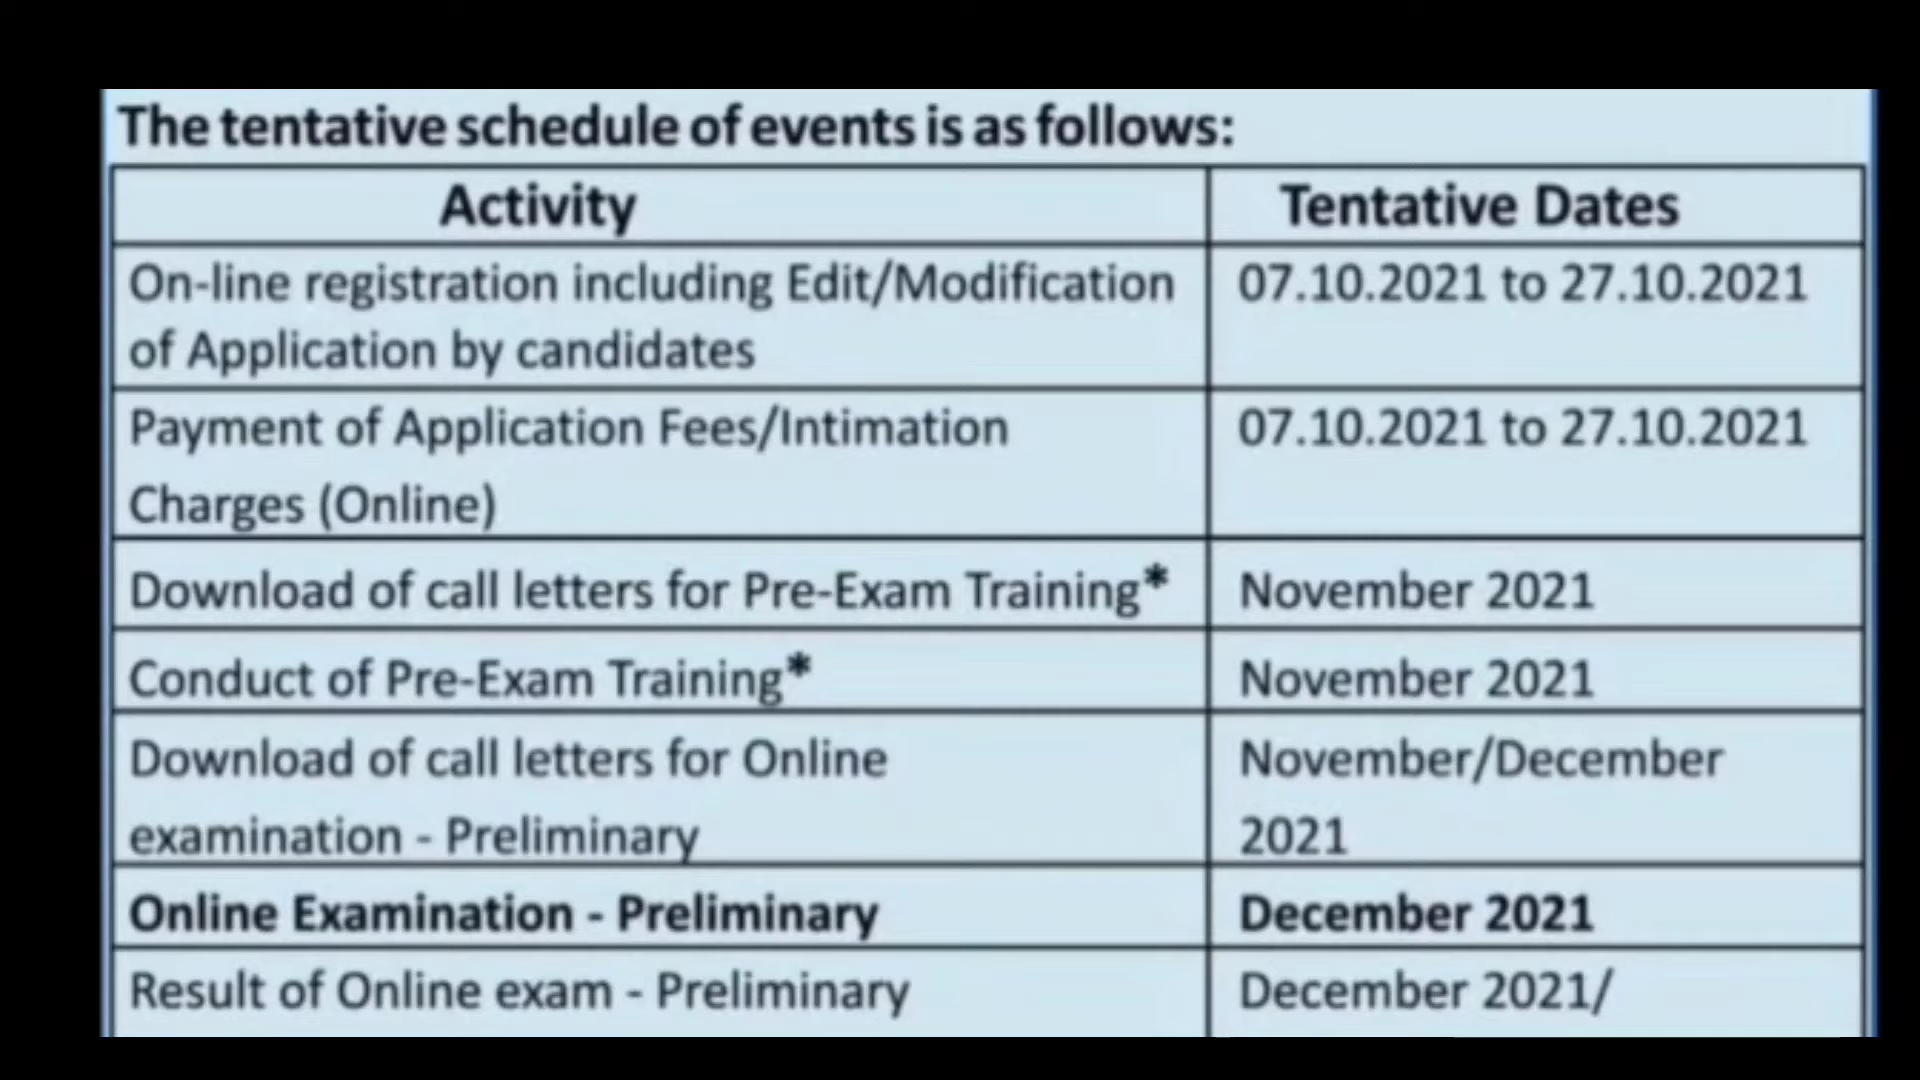 The tentative schedule of events is as follows:
Activity Tentative Dates
On-line registration including Edit/Modification 07.10.2021 to 27.10.2021
of Application by candidates
Payment of Application Fees/Intimation 07.10.2021 to 27.10.2021
Charges (Online)
Download of call letters for Pre-Exam Training* November 2021
Conduct of Pre-Exam Training* November 2021
Download of call letters for Online November/December
examination - Preliminary 2021
Online Examination - Preliminary December 2021
Result of Online exam - Preliminary December 2021/